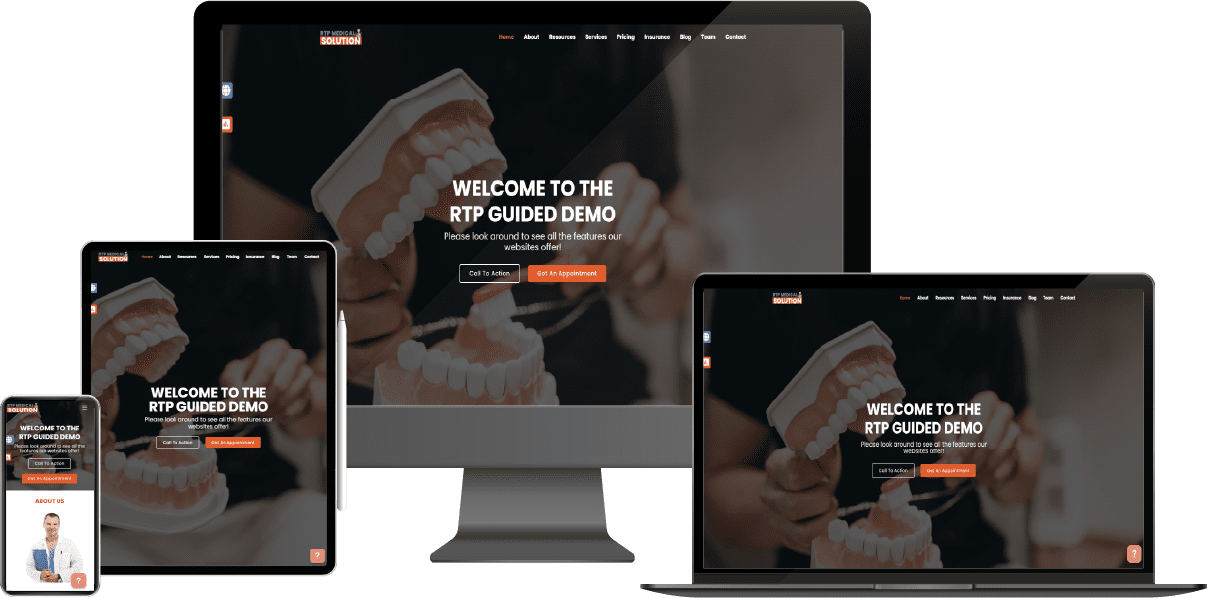 RTP MEDICAL
SOLUTION
Home About Resources Services Pricing Insurance Blog Team Contact
WELCOME TO THE
RTP GUIDED DEMO
Please look around to see all the features our
websites offer!
Call To Action Get An Appointment
RTP MEDICAL
SOLUTION
Home About Resources Services Pricing Insurance Blog Team Contact
WELCOME TO THE
RTP GUIDED DEMO
Please look around to see all the features our
websites offer!
Call To Action Get An Appointment
?
RTP MEDICAL
SOLUTION
Home About Resources Services Pricing Insurance Blog Team Contact
WELCOME TO THE
RTP GUIDED DEMO
Please look around to see all the features our
websites offer!
Call To Action Get An Appointment
?
RTP MEDICAL
SOLUTION
WELCOME TO THE
RTP GUIDED DEMO
Please look around to see all the features
our websites offer!
Call To Action
Get An Appointment
ABOUT US
?